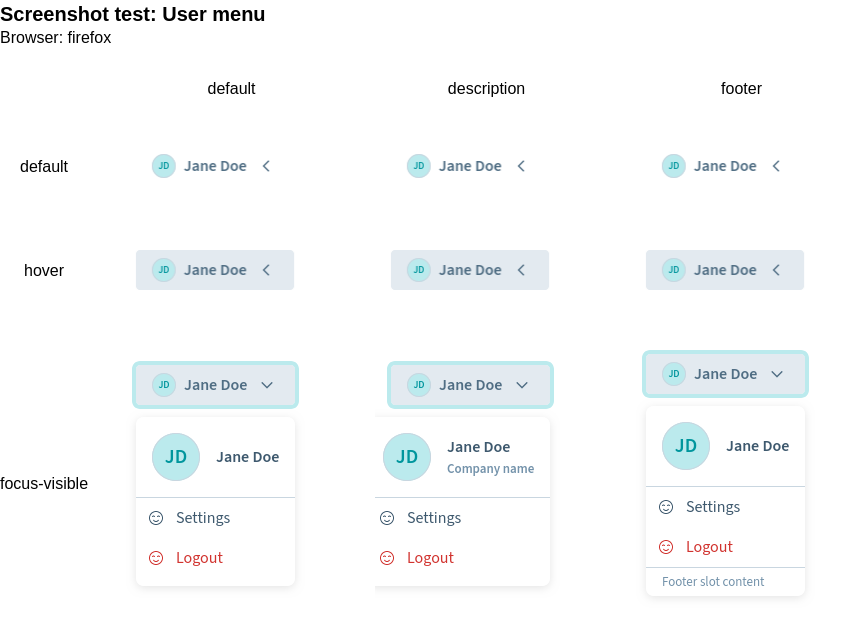 Screenshot test: User menu
Browser: firefox
default description footer
default JD Jane Doe JD Jane Doe JD Jane Doe
hover JD Jane Doe JD Jane Doe JD Jane Doe
JD Jane Doe JD Jane Doe JD Jane Doe
focus-visible
JD Jane Doe
Settings
Logout
JD Jane Doe
Company name
Settings
Logout
JD Jane Doe
Settings
Logout
Footer slot content